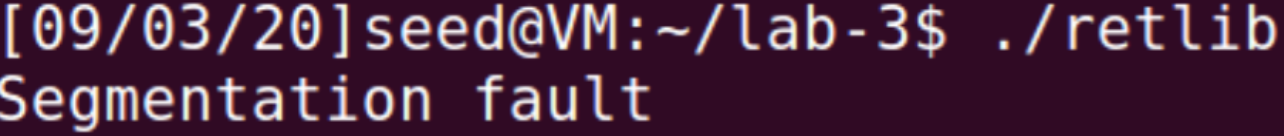 [09/03/20]seed@VM:~/lab-3$ ./retlib
Segmentation fault